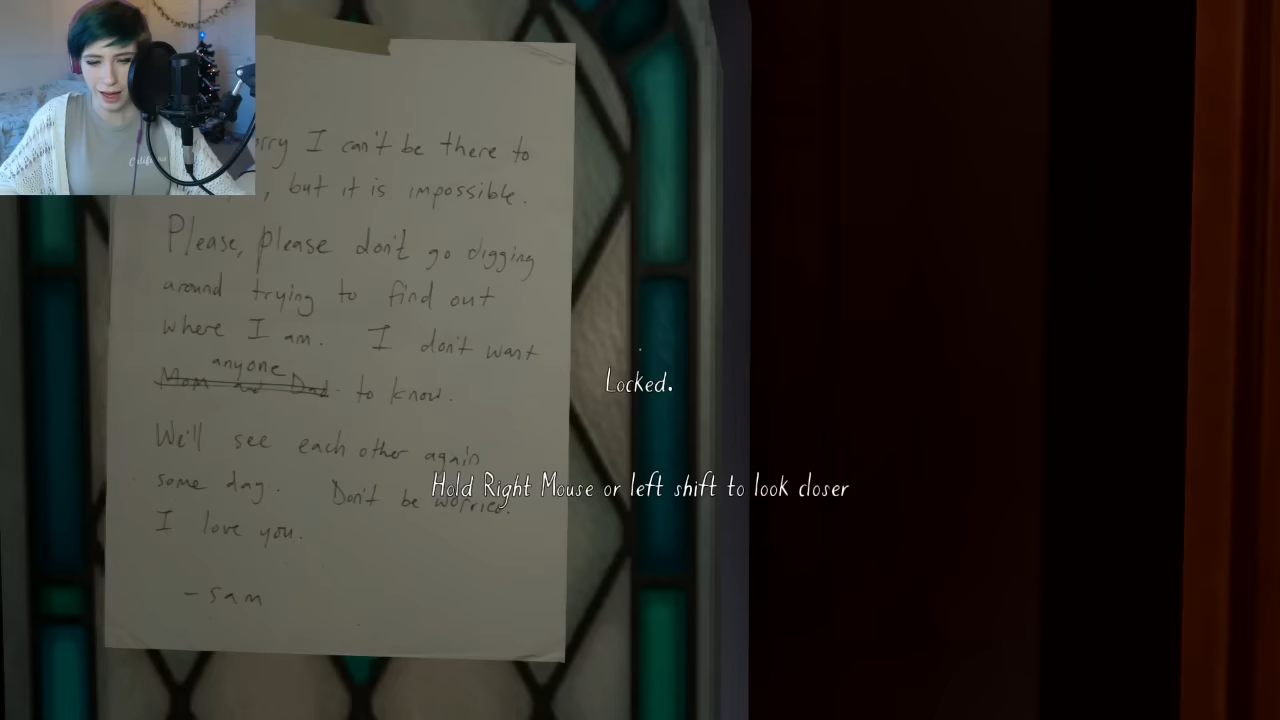 I can't be there to
, but it is impossible.
Please, please don't go digging
around trying to find out
where I am. I don't want
anyone
Mom and Dad to know.
We'll see each other again
some day. Don't be worried.
I love you.
- Sam
Locked.
Hold Right Mouse or left shift to look closer